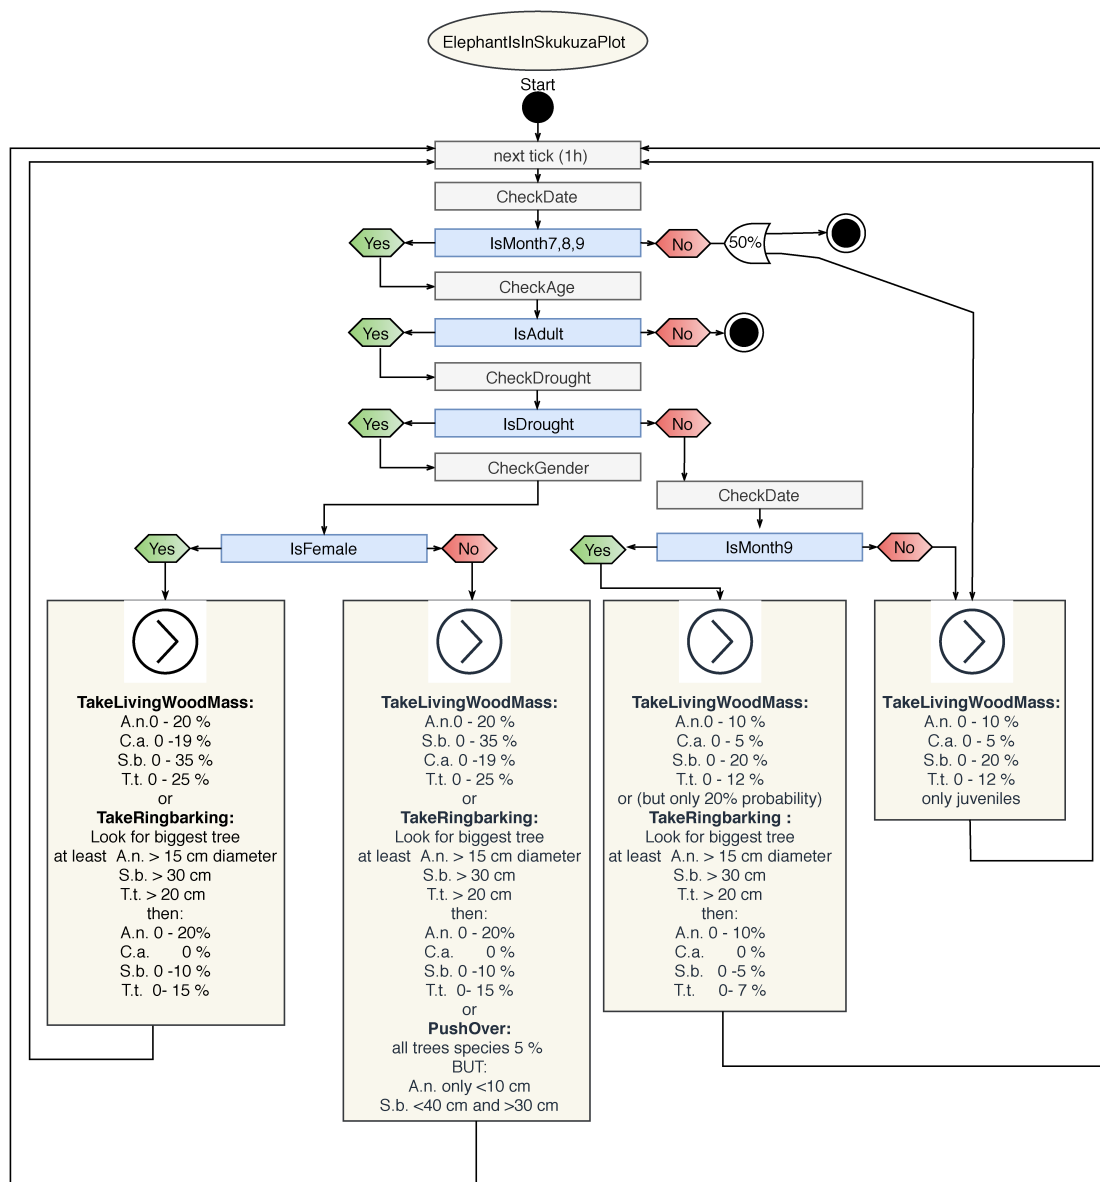 ElephantIsInSkukuzaPlot
Start
next tick (1h)
CheckDate
Yes
IsMonth7,8,9
No
50%
CheckAge
Yes
IsAdult
No
CheckDrought
Yes
IsDrought
No
CheckGender
CheckDate
Yes
IsFemale
No
Yes
IsMonth9
No
TakeLivingWoodMass:
A.n.0 - 20 %
C.a. 0 -19 %
S.b. 0 - 35 %
T.t. 0 - 25 %
or
TakeRingbarking:
Look for biggest tree
at least A.n. > 15 cm diameter
S.b. > 30 cm
T.t. > 20 cm
then:
A.n. 0 - 20%
C.a. 0 %
S.b. 0 -10 %
T.t. 0- 15 %
TakeLivingWoodMass:
A.n.0 - 20 %
S.b. 0 - 35 %
C.a. 0 -19 %
T.t. 0 - 25 %
or
TakeRingbarking:
Look for biggest tree
at least A.n. > 15 cm diameter
S.b. > 30 cm
T.t. > 20 cm
then:
A.n. 0 - 20%
C.a. 0 %
S.b. 0 -10 %
T.t. 0- 15 %
or
PushOver:
all trees species 5 %
BUT:
A.n. only <10 cm
S.b. <40 cm and >30 cm
TakeLivingWoodMass:
A.n.0 - 10 %
C.a. 0 - 5 %
S.b. 0 - 20 %
T.t. 0 - 12 %
or (but only 20% probability)
TakeRingbarking :
Look for biggest tree
at least A.n. > 15 cm diameter
S.b. > 30 cm
T.t. > 20 cm
then:
A.n. 0 - 10%
C.a. 0 %
S.b. 0 -5 %
T.t. 0- 7 %
TakeLivingWoodMass:
A.n. 0 - 10 %
C.a. 0 - 5 %
S.b. 0 - 20 %
T.t. 0 - 12 %
only juveniles